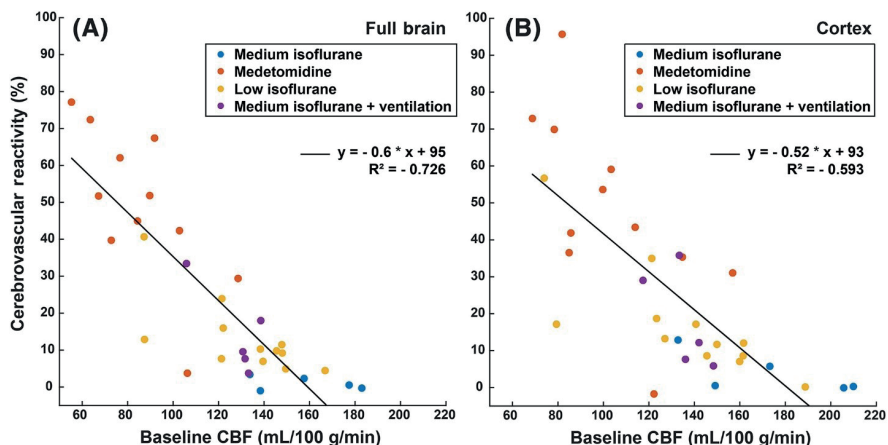 (A) Full brain
Medium isoflurane
Medetomidine
Low isoflurane
Medium isoflurane + ventilation
y = - 0.6 * x + 95
R² = - 0.726
Cerebrovascular reactivity (%)
100
90
80
70
60
50
40
30
20
10
0
60 80 100 120 140 160 180 200 220
Baseline CBF (mL/100 g/min)
(B) Cortex
Medium isoflurane
Medetomidine
Low isoflurane
Medium isoflurane + ventilation
y = - 0.52 * x + 93
R² = - 0.593
100
90
80
70
60
50
40
30
20
10
0
60 80 100 120 140 160 180 200 220
Baseline CBF (mL/100 g/min)